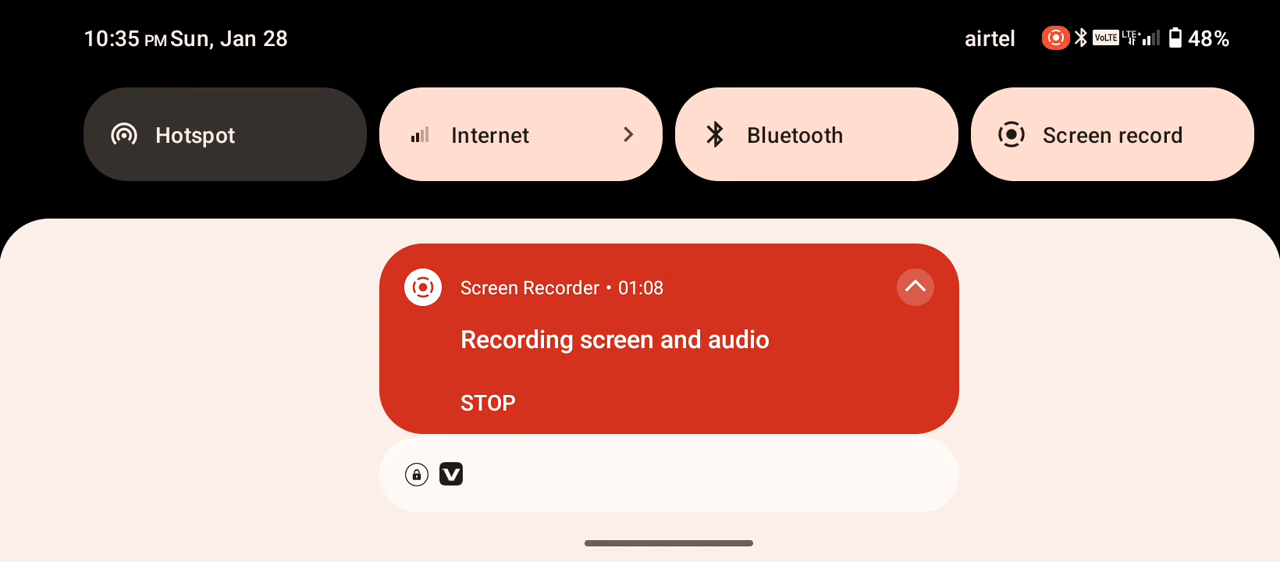 10:35 PM Sun, Jan 28 airtel VoLTE LTE+ 48%
Hotspot Internet Bluetooth Screen record
Screen Recorder • 01:08
Recording screen and audio
STOP